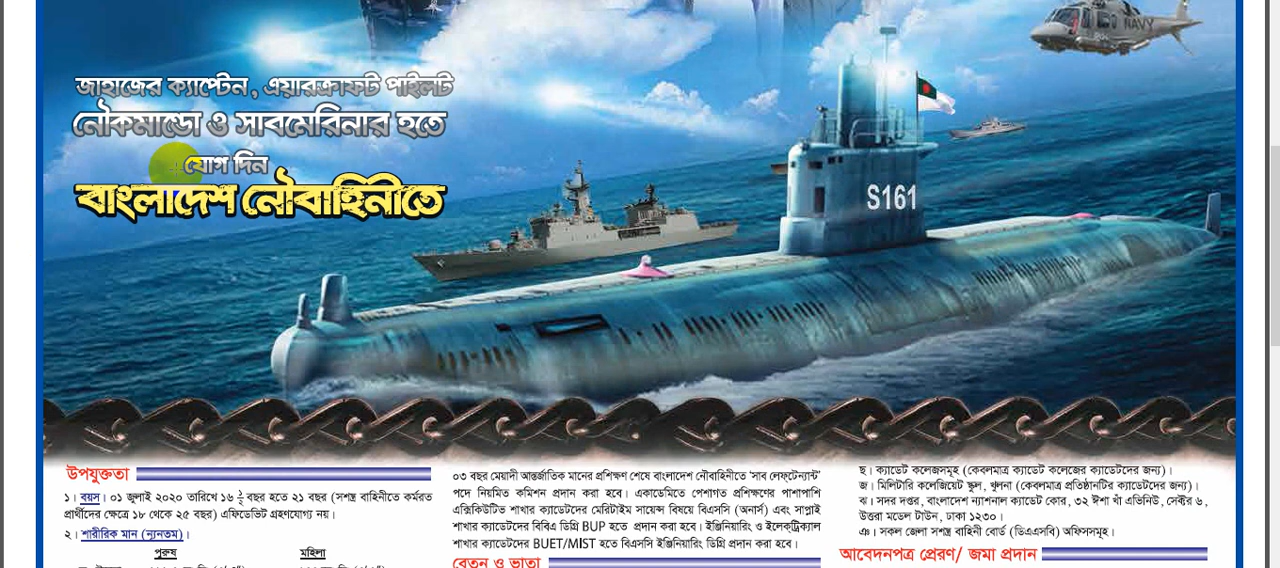 NAVY
জাহাজের ক্যাপ্টেন, এয়ারক্রাফট পাইলট
নৌকমান্ডো ও সাবমেরিনার হতে
যোগ দিন
বাংলাদেশ নৌবাহিনীতে
S161
উপযুক্ততা
১। বয়স। ০১ জুলাই ২০২০ তারিখে ১৬ ১/২ বছর হতে ২১ বছর (সশস্ত্র বাহিনীতে কর্মরত
প্রার্থীদের ক্ষেত্রে ১৮ থেকে ২৫ বছর) এফিডেভিট গ্রহণযোগ্য নয়।
২। শারীরিক মান (ন্যূনতম)।
পুরুষ মহিলা
০৩ বছর মেয়াদী আন্তর্জাতিক মানের প্রশিক্ষণ শেষে বাংলাদেশ নৌবাহিনীতে ‘সাব লেফ্টেন্যান্ট’
পদে নিয়মিত কমিশন প্রদান করা হবে। একাডেমিতে পেশাগত প্রশিক্ষণের পাশাপাশি
এক্সিকিউটিভ শাখার ক্যাডেটদের মেরিটাইম সায়েন্স বিষয়ে বিএসসি (অনার্স) এবং সাপ্লাই
শাখার ক্যাডেটদের বিবিএ ডিগ্রি BUP হতে প্রদান করা হবে। ইঞ্জিনিয়ারিং ও ইলেকট্রিক্যাল
শাখার ক্যাডেটদের BUET/MIST হতে বিএসসি ইঞ্জিনিয়ারিং ডিগ্রি প্রদান করা হবে।
বেতন ও ভাতা
ছ। ক্যাডেট কলেজসমূহ (কেবলমাত্র ক্যাডেট কলেজের ক্যাডেটদের জন্য)।
জ। মিলিটারি কলেজিয়েট স্কুল, খুলনা (কেবলমাত্র প্রতিষ্ঠানটির ক্যাডেটদের জন্য)।
ঝ। সদর দপ্তর, বাংলাদেশ ন্যাশনাল ক্যাডেট কোর, ৩২ ঈশা খাঁ এভিনিউ, সেক্টর ৬,
উত্তরা মডেল টাউন, ঢাকা ১২৩০।
ঞ। সকল জেলা সশস্ত্র বাহিনী বোর্ড (ডিএএসবি) অফিসসমূহ।
আবেদনপত্র প্রেরণ/ জমা প্রদান